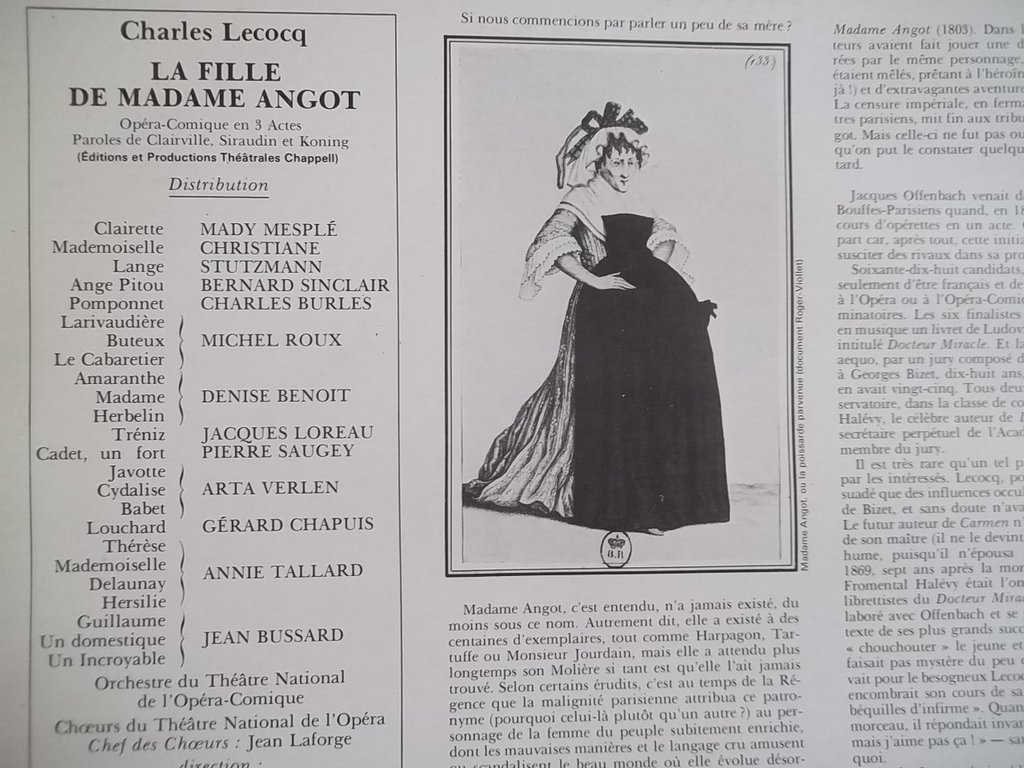 Charles Lecocq
LA FILLE
DE MADAME ANGOT
Opéra-Comique en 3 Actes
Paroles de Clairville, Siraudin et Koning
(Éditions et Productions Théâtrales Chappell)
Distribution
Clairette MADY MESPLÉ
Mademoiselle CHRISTIANE
Lange STUTZMANN
Ange Pitou BERNARD SINCLAIR
Pomponnet CHARLES BURLES
Larivaudière
Buteux MICHEL ROUX
Le Cabaretier
Amaranthe
Madame DENISE BENOIT
Herbelin
Tréniz JACQUES LOREAU
Cadet, un fort PIERRE SAUGEY
Javotte
Cydalise ARTA VERLEN
Babet
Louchard GÉRARD CHAPUIS
Thérèse
Mademoiselle ANNIE TALLARD
Delaunay
Hersilie
Guillaume
Un domestique JEAN BUSSARD
Un Incroyable
Orchestre du Théâtre National
de l'Opéra-Comique
Chœurs du Théâtre National de l'Opéra
Chef des Chœurs : Jean Laforge
direction :
Si nous commencions par parler un peu de sa mère ?
(133)
B.R
Madame Angot, ou la poissarde parvenue (document Roger-Viollet)
Madame Angot, c'est entendu, n'a jamais existé, du
moins sous ce nom. Autrement dit, elle a existé à des
centaines d'exemplaires, tout comme Harpagon, Tar-
tuffe ou Monsieur Jourdain, mais elle a attendu plus
longtemps son Molière si tant est qu'elle l'ait jamais
trouvé. Selon certains érudits, c'est au temps de la Ré-
gence que la malignité parisienne attribua ce patro-
nyme (pourquoi celui-là plutôt qu'un autre ?) au per-
sonnage de la femme du peuple subitement enrichie,
dont les mauvaises manières et le langage cru amusent
ou scandalisent le beau monde où elle évolue désor-
Madame Angot (1803). Dans
teurs avaient fait jouer une
rées par le même personnage,
étaient mêlés, prêtant à l'héroïn
jà !) et d'extravagantes aventure
La censure impériale, en ferm
tres parisiens, mit fin aux tribu
got. Mais celle-ci ne fut pas ou
qu'on put le constater quelqu
tard.
Jacques Offenbach venait d
Bouffes-Parisiens quand, en 18
cours d'opérettes en un acte.
part car, après tout, cette initia
susciter des rivaux dans sa pro
Soixante-dix-huit candidats,
seulement d'être français et de
à l'Opéra ou à l'Opéra-Comi
minatoires. Les six finalistes
en musique un livret de Ludov
intitulé Docteur Miracle. Et la
aequo, par un jury composé d
à Georges Bizet, dix-huit ans,
en avait vingt-cinq. Tous deu
servatoire, dans la classe de co
Halévy, le célèbre auteur de
secrétaire perpétuel de l'Acad
membre du jury.
Il est très rare qu'un tel p
par les intéressés. Lecocq, po
suadé que des influences occul
de Bizet, et sans doute n'ava
Le futur auteur de Carmen n'
de son maître (il ne le devint
hume, puisqu'il n'épousa
1869, sept ans après la mor
Fromental Halévy était l'on
librettistes du Docteur Mirac
laboré avec Offenbach et se
texte de ses plus grands succ
« chouchouter » le jeune et
faisait pas mystère du peu
vait pour le besogneux Lecoc
encombrait son cours de sa
béquilles d'infirme ». Quan
morceau, il répondait invar
mais j'aime pas ça ! » — sa
quoi.